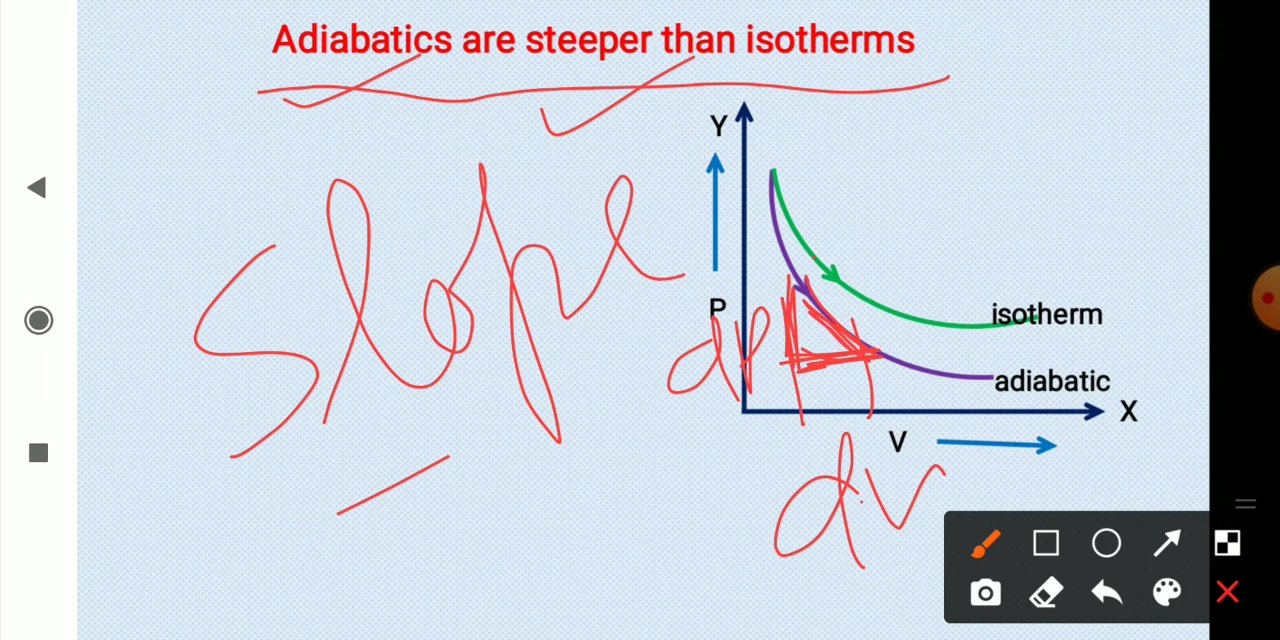 Adiabatics are steeper than isotherms
Y
Slope
P
dP
isotherm
adiabatic
X
V
dv